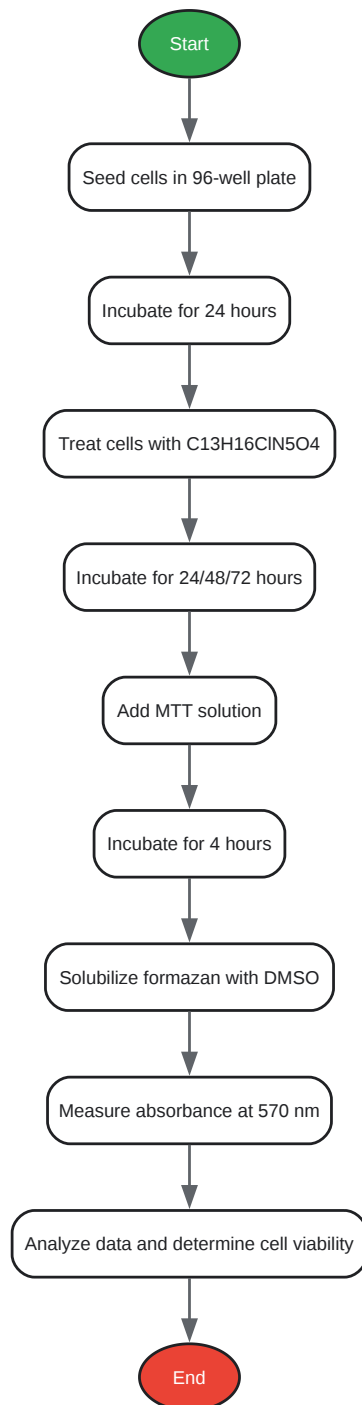 Start
Seed cells in 96-well plate
Incubate for 24 hours
Treat cells with C13H16ClN5O4
Incubate for 24/48/72 hours
Add MTT solution
Incubate for 4 hours
Solubilize formazan with DMSO
Measure absorbance at 570 nm
Analyze data and determine cell viability
End